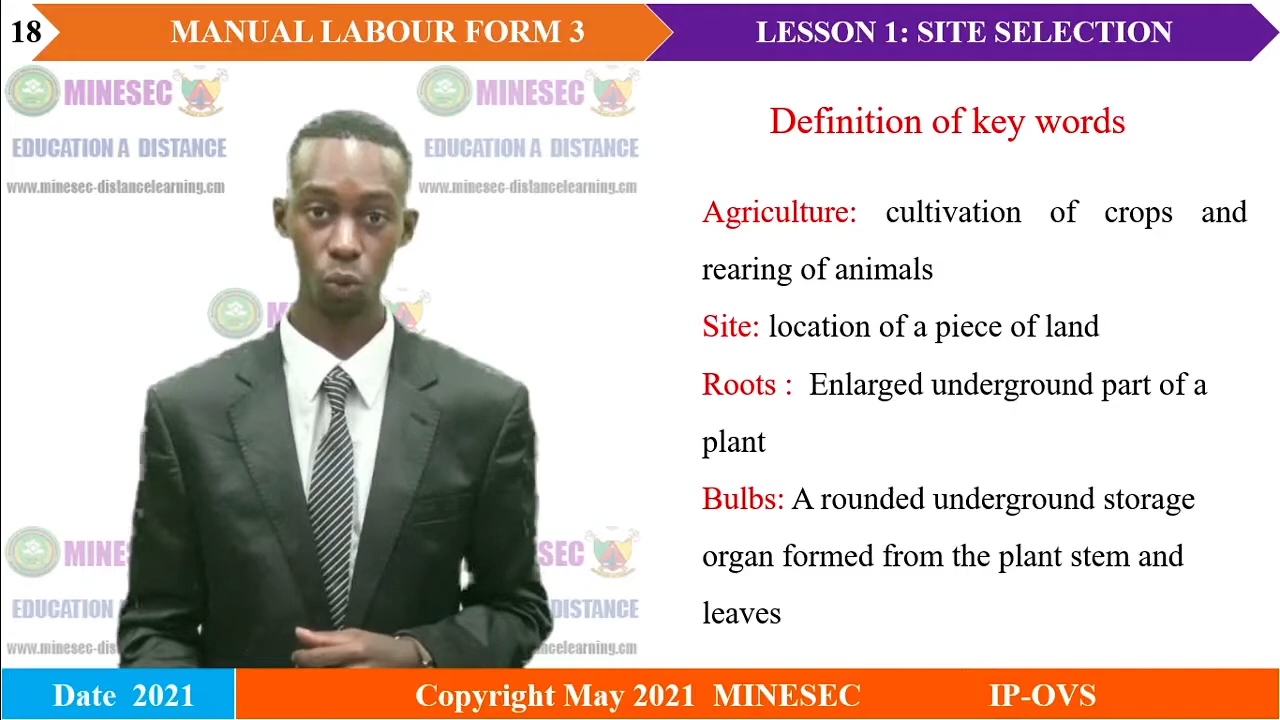 18
MANUAL LABOUR FORM 3
LESSON 1: SITE SELECTION
MINESEC
MINESEC
EDUCATION A DISTANCE
EDUCATION A DISTANCE
www.minesec-distancelearning.cm
www.minesec-distancelearning.cm
Definition of key words
Agriculture: cultivation of crops and
rearing of animals
Site: location of a piece of land
Roots : Enlarged underground part of a
plant
Bulbs: A rounded underground storage
organ formed from the plant stem and
leaves
EDUCATION
DISTANCE
Date 2021
Copyright May 2021 MINESEC
IP-OVS